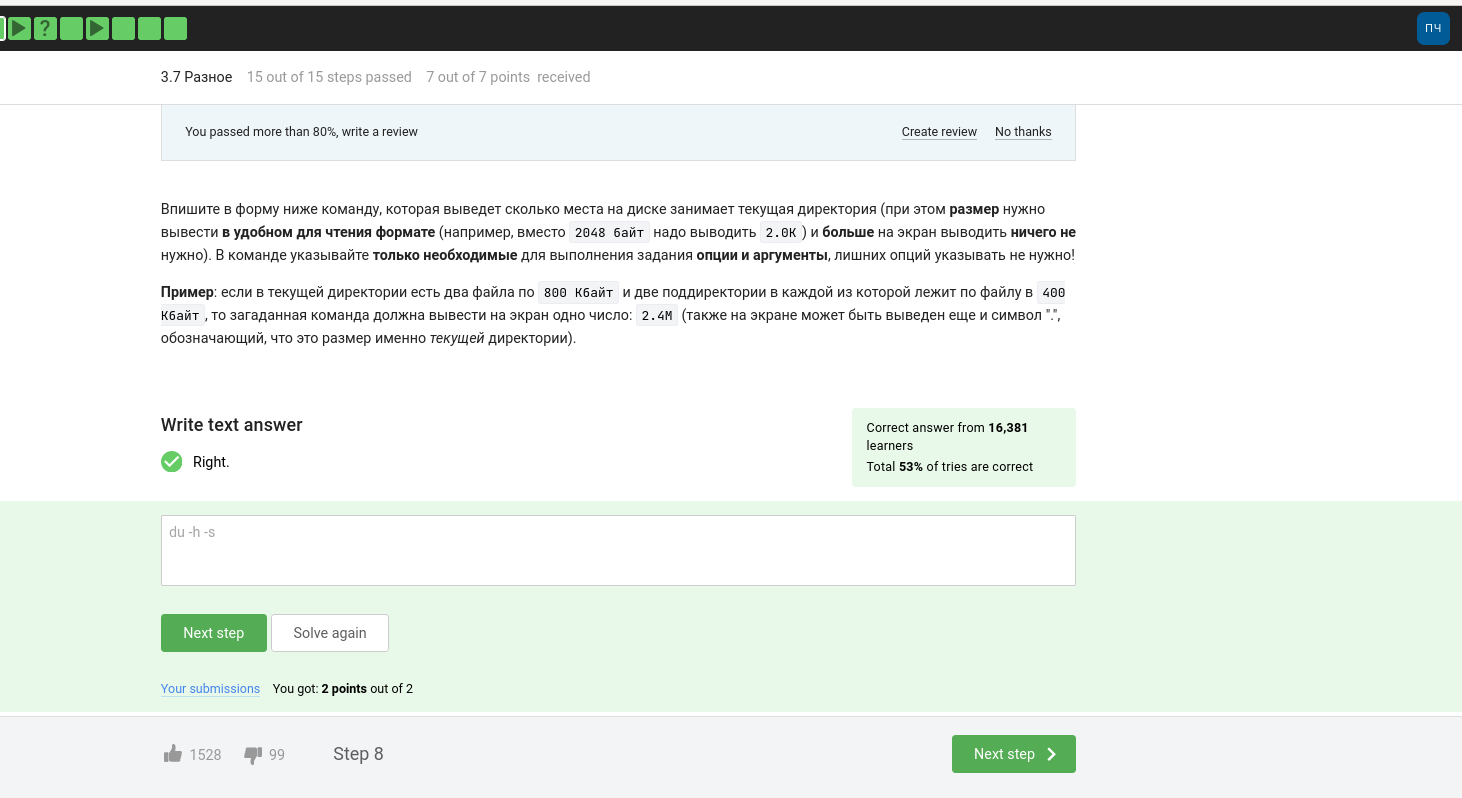 ?
ПЧ
3.7 Разное 15 out of 15 steps passed 7 out of 7 points received
You passed more than 80%, write a review Create review No thanks
Впишите в форму ниже команду, которая выведет сколько места на диске занимает текущая директория (при этом размер нужно
вывести в удобном для чтения формате (например, вместо 2048 байт надо выводить 2.0K ) и больше на экран выводить ничего не
нужно). В команде указывайте только необходимые для выполнения задания опции и аргументы, лишних опций указывать не нужно!
Пример: если в текущей директории есть два файла по 800 Кбайт и две поддиректории в каждой из которой лежит по файлу в 400
Кбайт , то загаданная команда должна вывести на экран одно число: 2.4M (также на экране может быть выведен еще и символ ".",
обозначающий, что это размер именно текущей директории).
Write text answer
Right.
Correct answer from 16,381
learners
Total 53% of tries are correct
du -h -s
Next step Solve again
Your submissions You got: 2 points out of 2
1528 99 Step 8 Next step